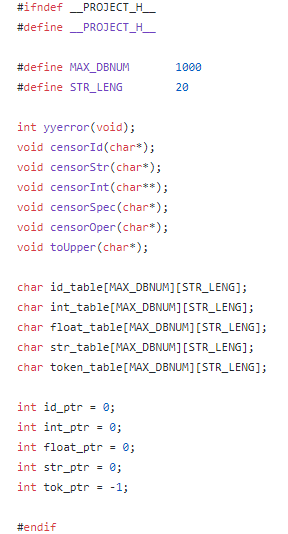 #ifndef __PROJECT_H__
#define __PROJECT_H__
#define MAX_DBNUM 1000
#define STR_LENG 20
int yyerror(void);
void censorId(char*);
void censorStr(char*);
void censorInt(char**);
void censorSpec(char*);
void censorOper(char*);
void toUpper(char*);
char id_table[MAX_DBNUM][STR_LENG];
char int_table[MAX_DBNUM][STR_LENG];
char float_table[MAX_DBNUM][STR_LENG];
char str_table[MAX_DBNUM][STR_LENG];
char token_table[MAX_DBNUM][STR_LENG];
int id_ptr = 0;
int int_ptr = 0;
int float_ptr = 0;
int str_ptr = 0;
int tok_ptr = -1;
#endif